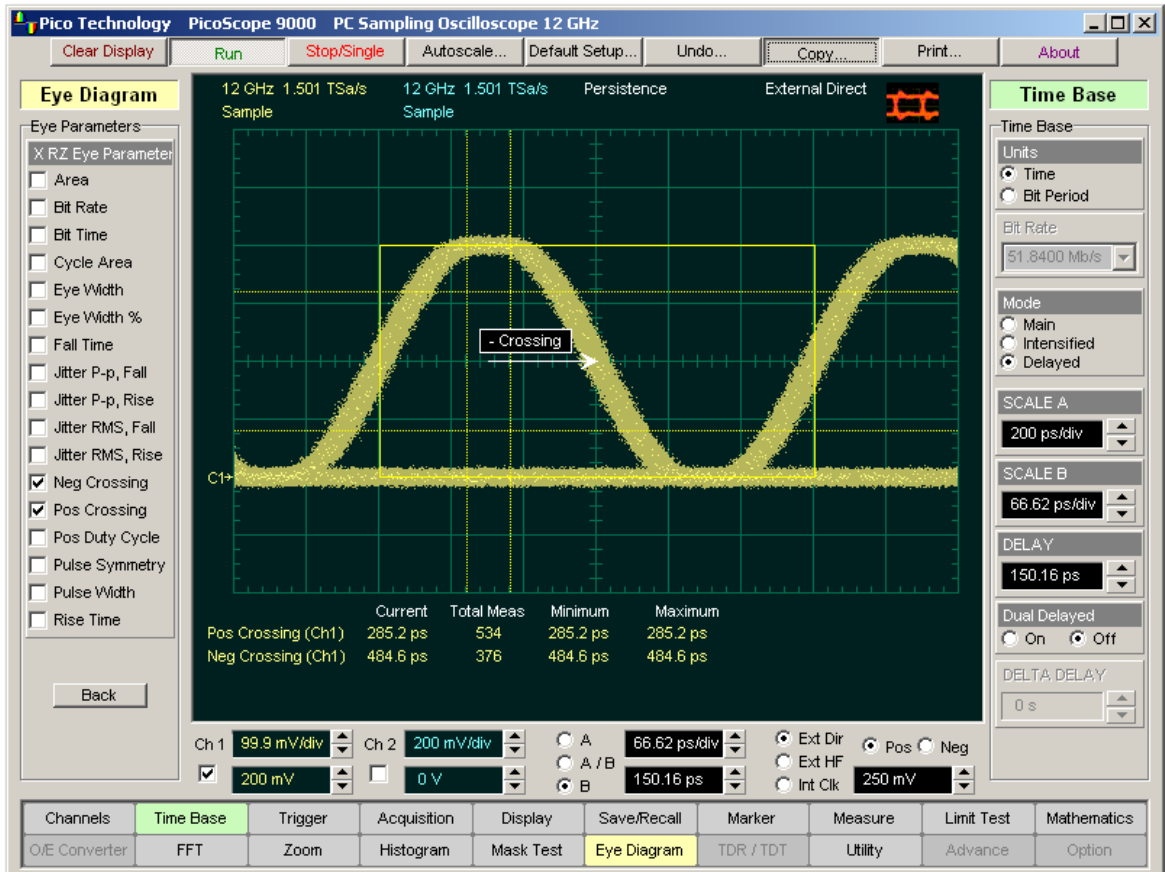 Pico Technology PicoScope 9000 PC Sampling Oscilloscope 12 GHz
Clear Display Run Stop/Single Autoscale... Default Setup... Undo... Copy... Print... About
Eye Diagram
Eye Parameters
X RZ Eye Parameter
Area
Bit Rate
Bit Time
Cycle Area
Eye Width
Eye Width %
Fall Time
Jitter P-p, Fall
Jitter P-p, Rise
Jitter RMS, Fall
Jitter RMS, Rise
Neg Crossing
Pos Crossing
Pos Duty Cycle
Pulse Symmetry
Pulse Width
Rise Time
Back
12 GHz 1.501 TSa/s 12 GHz 1.501 TSa/s Persistence External Direct
Sample Sample
- Crossing
C1
Current Total Meas Minimum Maximum
Pos Crossing (Ch1) 285.2 ps 534 285.2 ps 285.2 ps
Neg Crossing (Ch1) 484.6 ps 376 484.6 ps 484.6 ps
Time Base
Time Base
Units
Time
Bit Period
Bit Rate
51.8400 Mb/s
Mode
Main
Intensified
Delayed
SCALE A
200 ps/div
SCALE B
66.62 ps/div
DELAY
150.16 ps
Dual Delayed
On Off
DELTA DELAY
0 s
Ch 1 99.9 mV/div Ch 2 200 mV/div A 66.62 ps/div Ext Dir Pos Neg
A / B Ext HF
200 mV 0 V B 150.16 ps Int Clk 250 mV
Channels Time Base Trigger Acquisition Display Save/Recall Marker Measure Limit Test Mathematics
O/E Converter FFT Zoom Histogram Mask Test Eye Diagram TDR / TDT Utility Advance Option